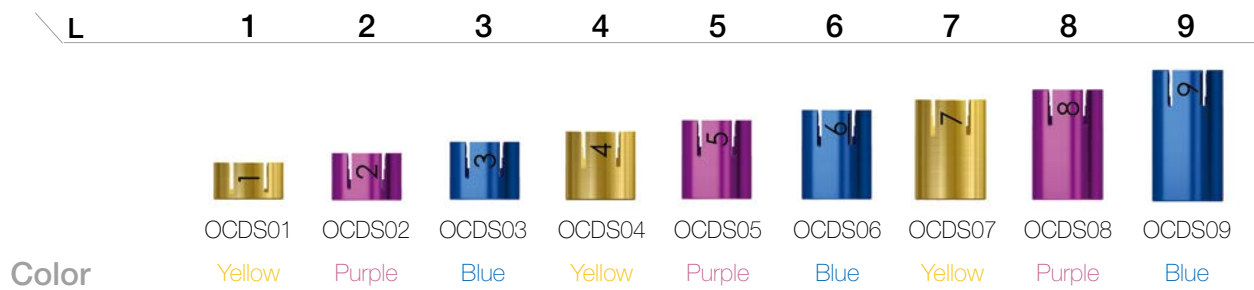 L 1 2 3 4 5 6 7 8 9
1 2 3 4 5 6 7 8 9
OCDS01 OCDS02 OCDS03 OCDS04 OCDS05 OCDS06 OCDS07 OCDS08 OCDS09
Color Yellow Purple Blue Yellow Purple Blue Yellow Purple Blue